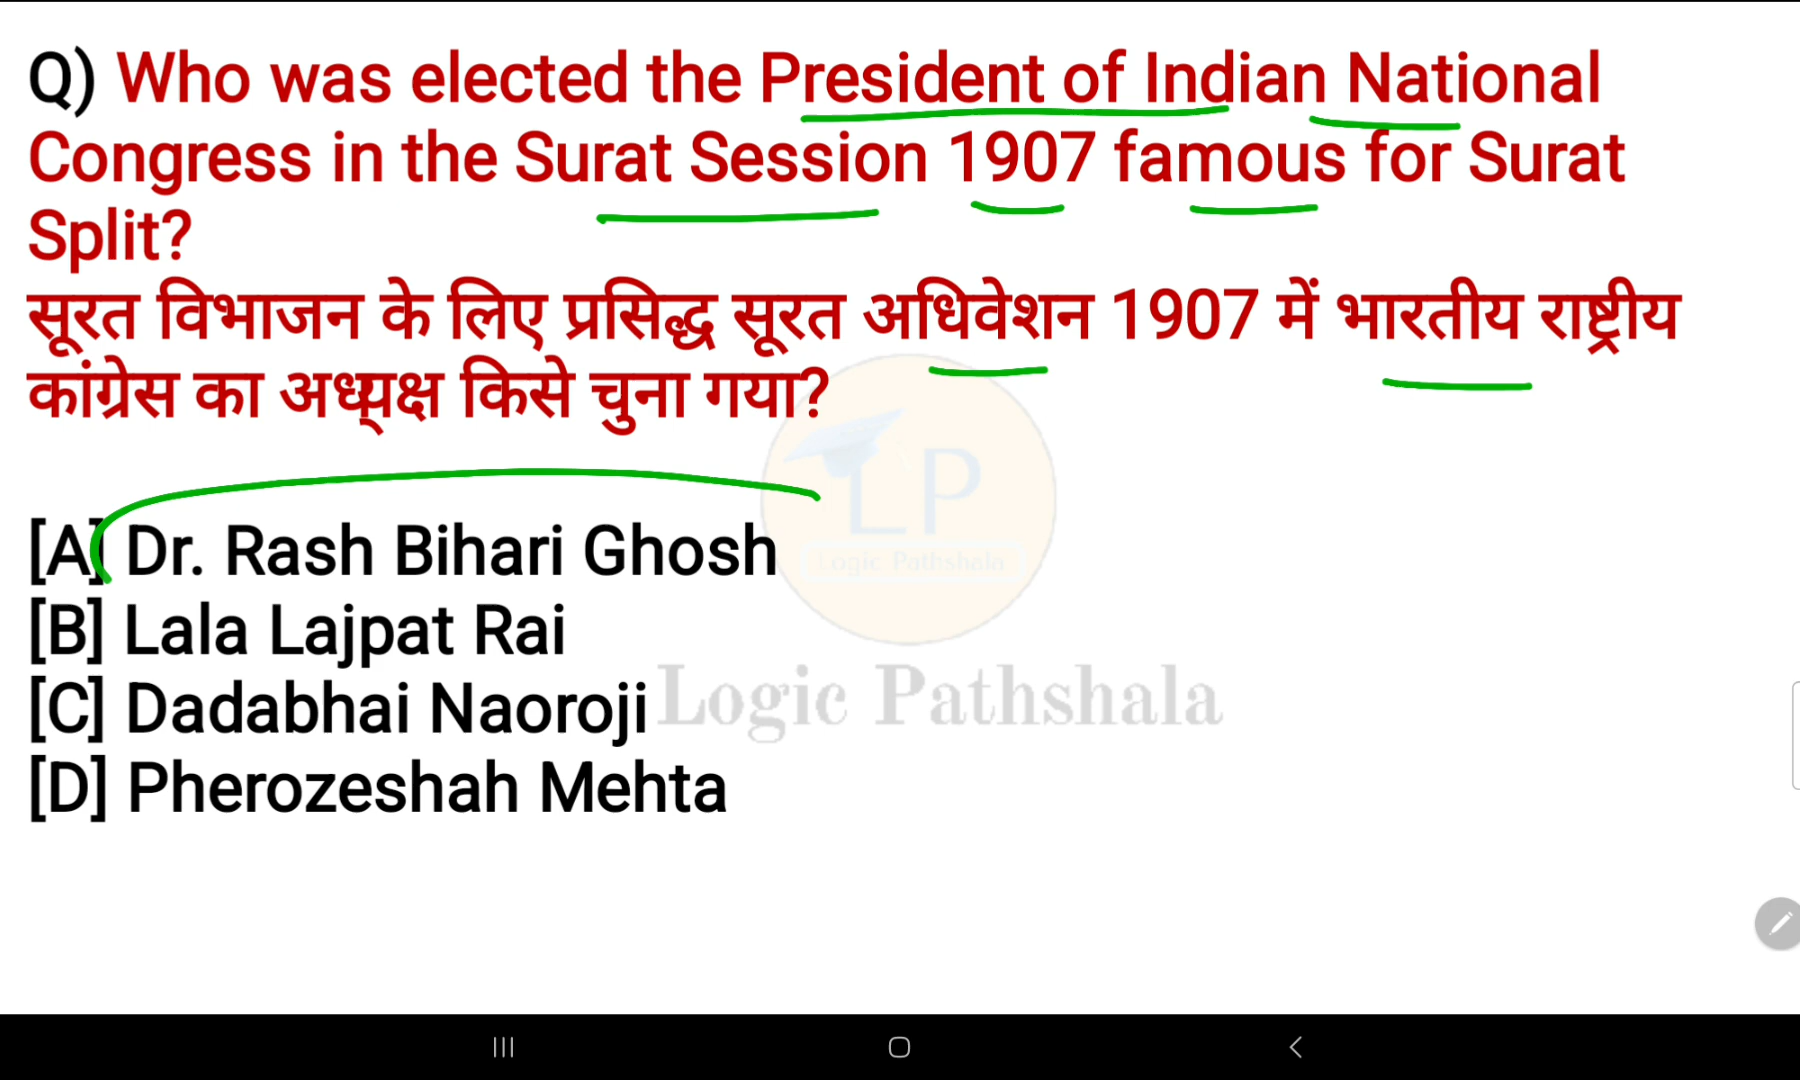 Q) Who was elected the President of Indian National
Congress in the Surat Session 1907 famous for Surat
Split?
सूरत विभाजन के लिए प्रसिद्ध सूरत अधिवेशन 1907 में भारतीय राष्ट्रीय
कांग्रेस का अध्यक्ष किसे चुना गया?
LP
Logic Pathshala
[A] Dr. Rash Bihari Ghosh
[B] Lala Lajpat Rai
[C] Dadabhai Naoroji
Logic Pathshala
[D] Pherozeshah Mehta